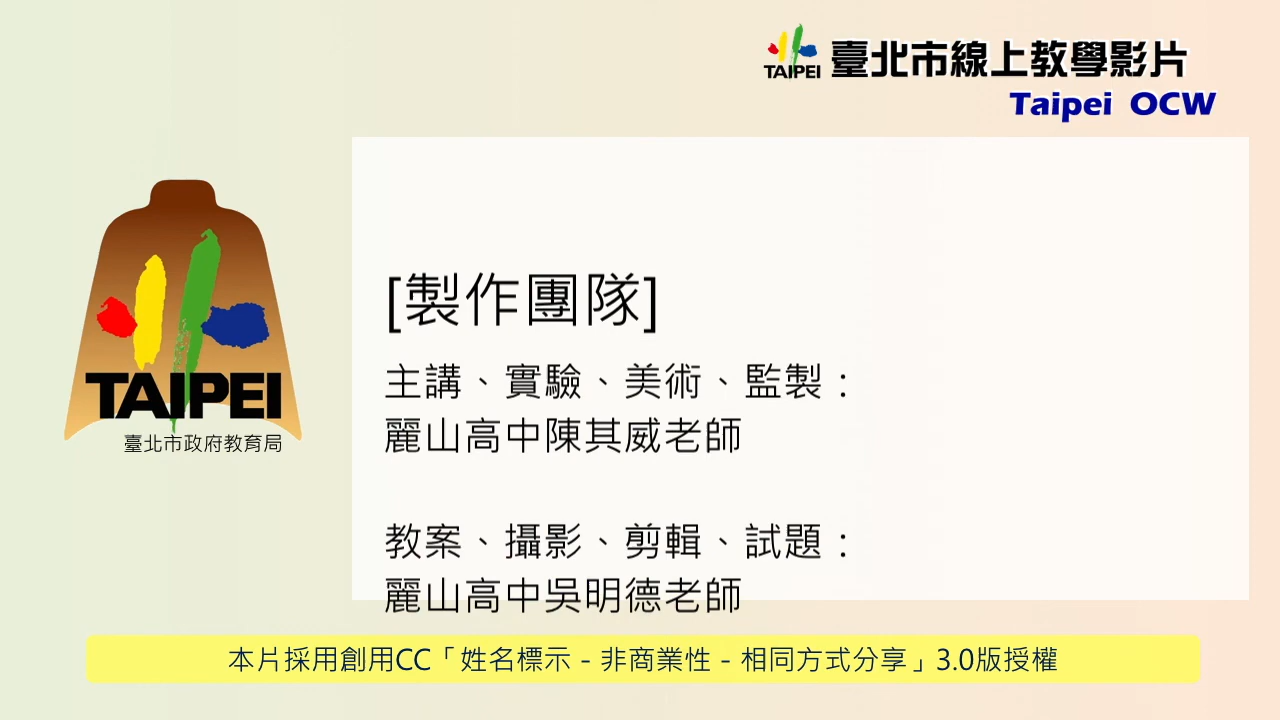 TAIPEI 臺北市線上教學影片
Taipei OCW
TAIPEI
臺北市政府教育局
[製作團隊]
主講、實驗、美術、監製：
麗山高中陳其威老師
教案、攝影、剪輯、試題：
麗山高中吳明德老師
本片採用創用CC「姓名標示－非商業性－相同方式分享」3.0版授權